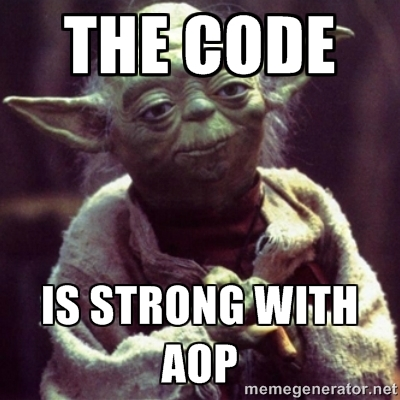 THE CODE
IS STRONG WITH
AOP
memegenerator.net